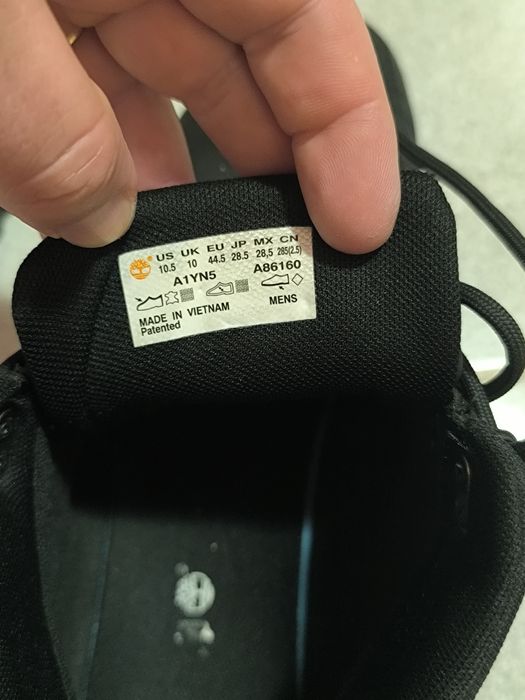 US UK EU JP MX CN
10.5 10 44.5 28.5 28,5 285(2.5)
A1YN5 A86160
MADE IN VIETNAM MENS
Patented